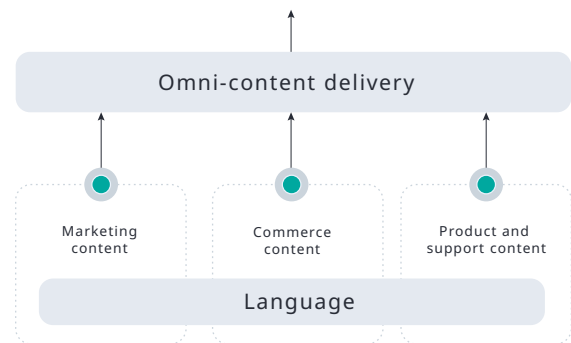 Omni-content delivery
Marketing
content
Commerce
content
Product and
support content
Language